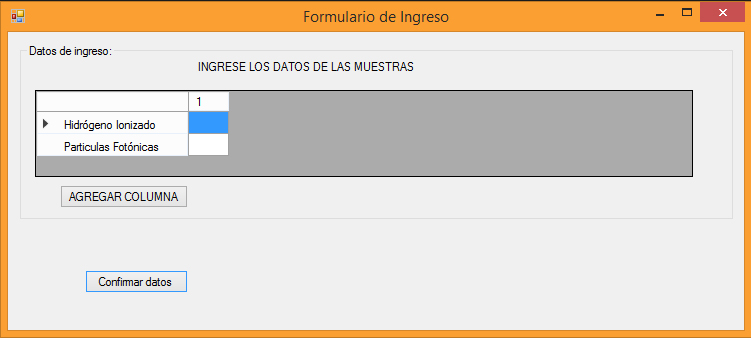 Formulario de Ingreso
Datos de ingreso:
INGRESE LOS DATOS DE LAS MUESTRAS
1
Hidrógeno Ionizado
Particulas Fotónicas
AGREGAR COLUMNA
Confirmar datos